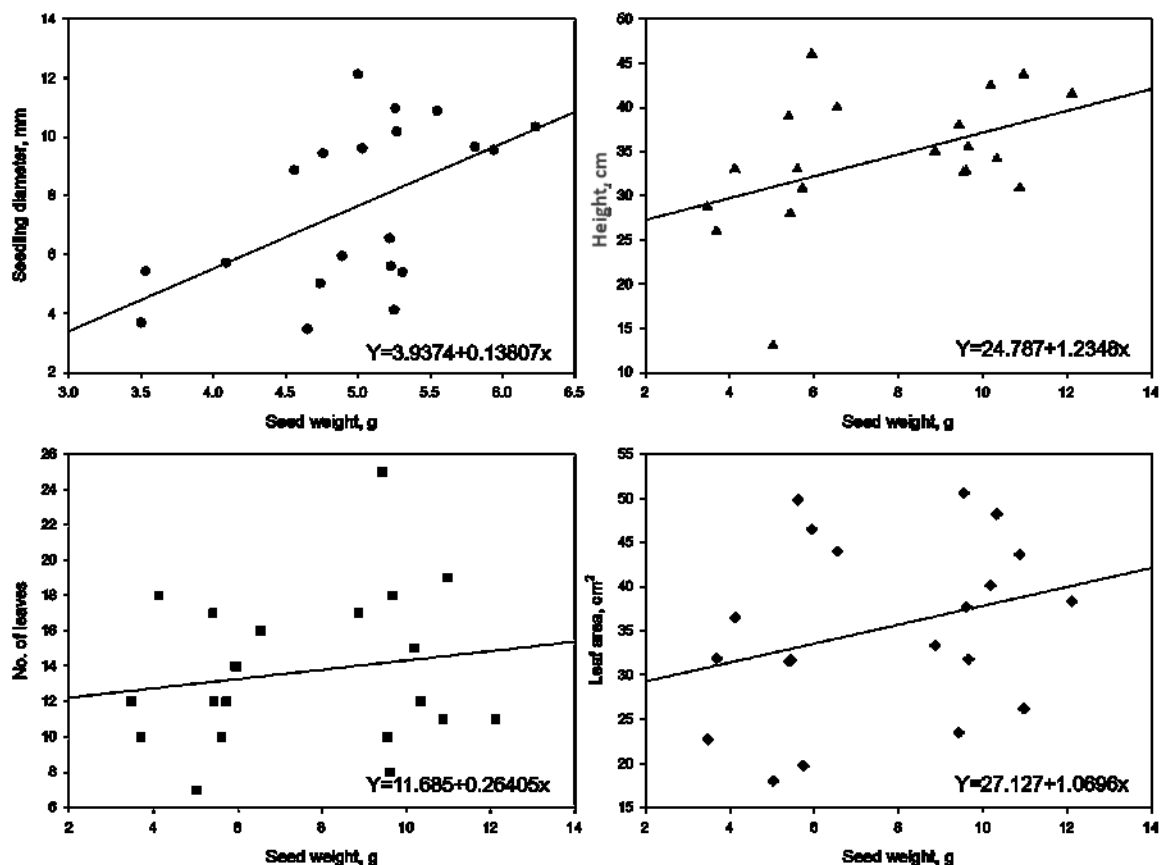 Seedling diameter, mm
14
12
10
8
6
4
2
Y=3.9374+0.13807x
3.0 3.5 4.0 4.5 5.0 5.5 6.0 6.5
Seed weight, g
Height, cm
50
45
40
35
30
25
20
15
10
Y=24.787+1.2348x
2 4 6 8 10 12 14
Seed weight, g
No. of leaves
26
24
22
20
18
16
14
12
10
8
6
Y=11.685+0.26405x
2 4 6 8 10 12 14
Seed weight, g
Leaf area, cm²
55
50
45
40
35
30
25
20
15
Y=27.127+1.0696x
2 4 6 8 10 12 14
Seed weight, g